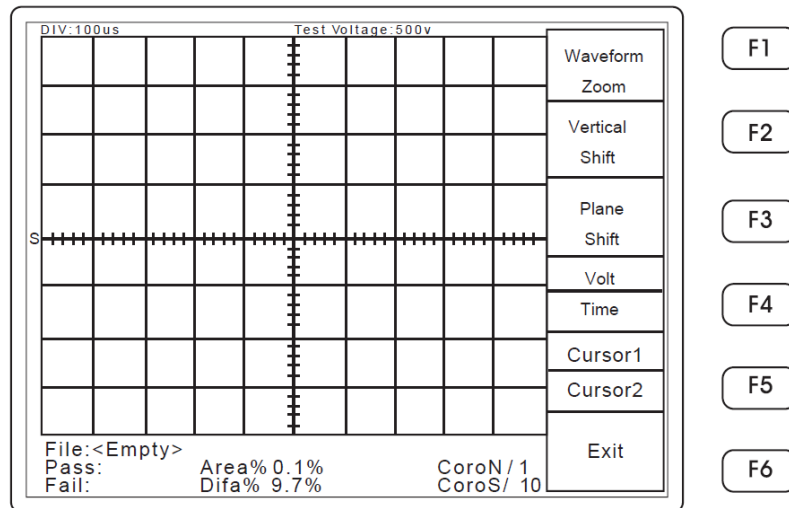 DIV:100us Test Voltage:500v
S
File:<Empty>
Pass: Area% 0.1% CoroN/ 1
Fail: Difa% 9.7% CoroS/ 10
Waveform
Zoom
Vertical
Shift
Plane
Shift
Volt
Time
Cursor1
Cursor2
Exit
F1
F2
F3
F4
F5
F6